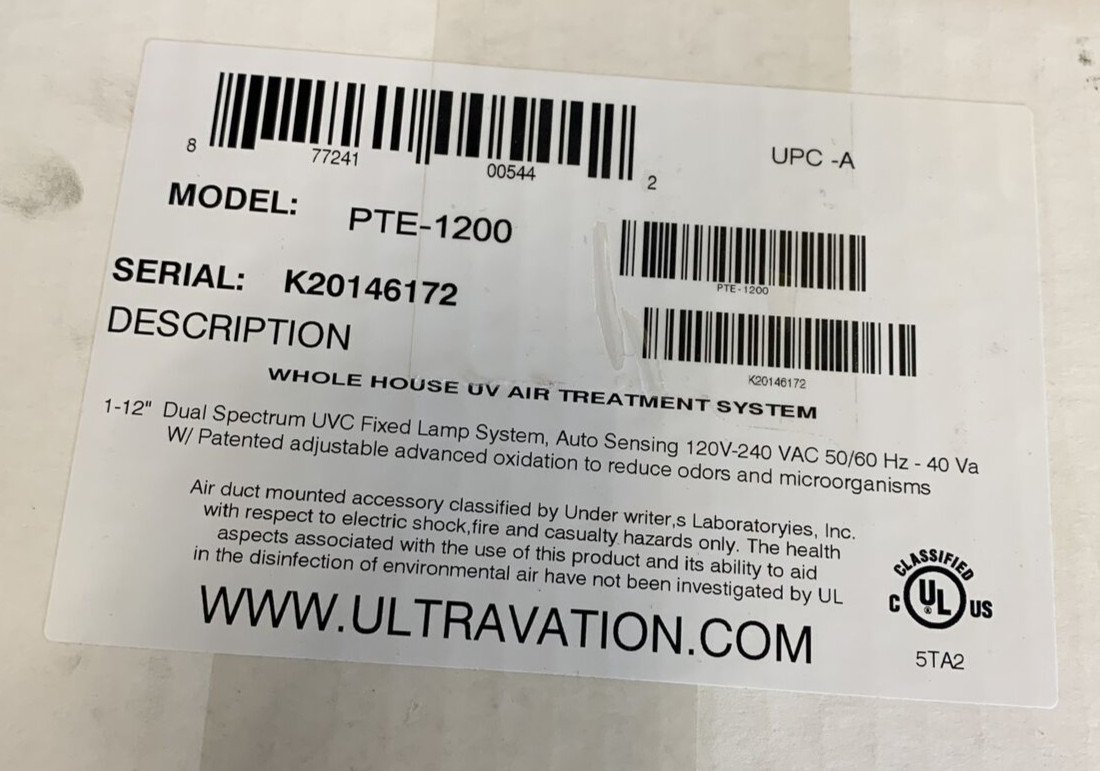 8 77241 00544 2
UPC -A
MODEL: PTE-1200
PTE-1200
SERIAL: K20146172
K20146172
DESCRIPTION
WHOLE HOUSE UV AIR TREATMENT SYSTEM
1-12" Dual Spectrum UVC Fixed Lamp System, Auto Sensing 120V-240 VAC 50/60 Hz - 40 Va
W/ Patented adjustable advanced oxidation to reduce odors and microorganisms
Air duct mounted accessory classified by Under writer,s Laboratoryies, Inc.
with respect to electric shock,fire and casualty hazards only. The health
aspects associated with the use of this product and its ability to aid
in the disinfection of environmental air have not been investigated by UL
CLASSIFIED
C UL ® US
5TA2
WWW.ULTRAVATION.COM